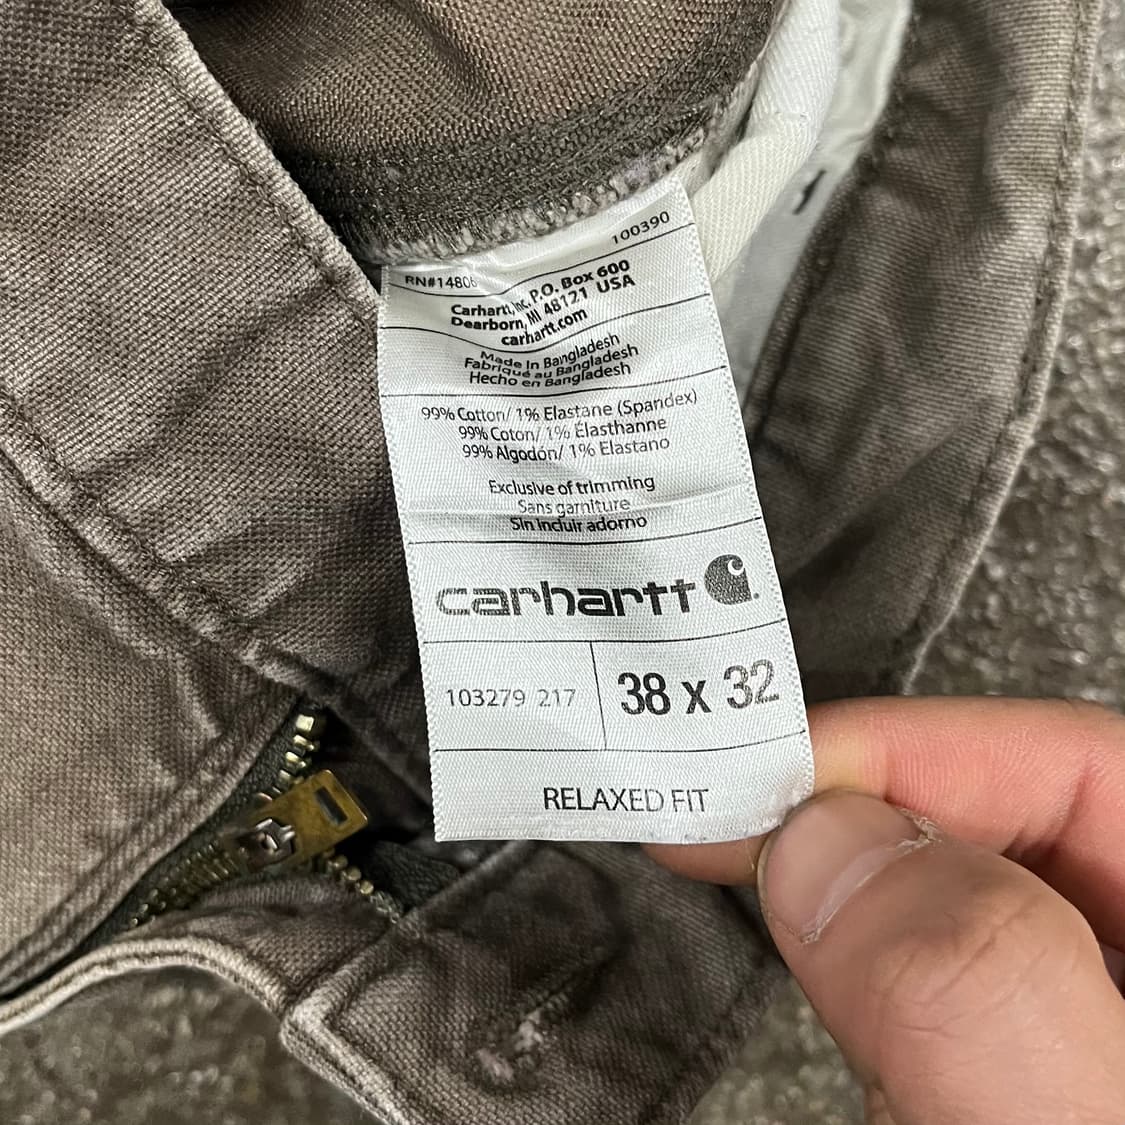 100390
RN#14806
Carhartt, Inc. P.O. Box 600
Dearborn, MI 48121 USA
carhartt.com
Made In Bangladesh
Fabriqué au Bangladesh
Hecho en Bangladesh
99% Cotton/ 1% Elastane (Spandex)
99% Coton/ 1% Élasthanne
99% Algodón/ 1% Elastano
Exclusive of trimming
Sans garniture
Sin incluir adorno
carhartt
103279 217
38 x 32
RELAXED FIT